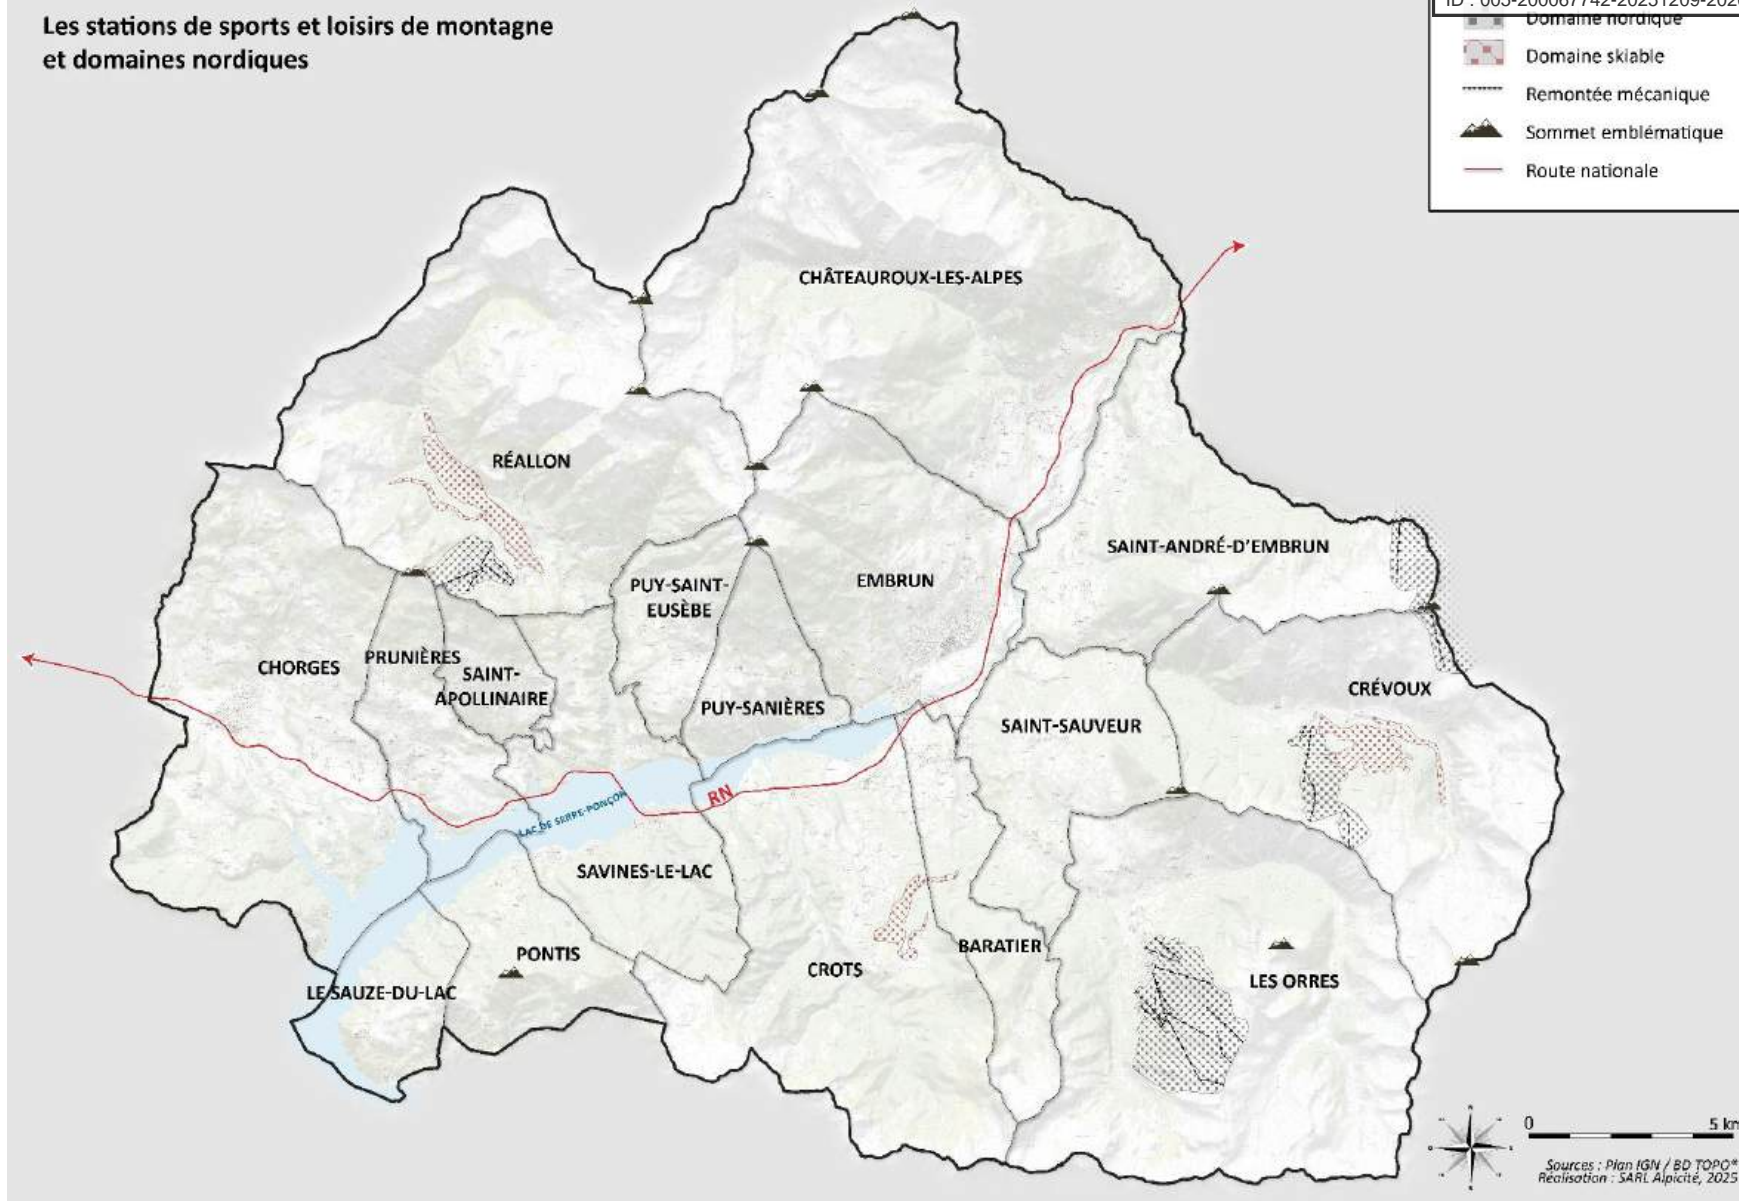 Les stations de sports et loisirs de montagne
et domaines nordiques
Domaine nordique
Domaine skiable
Remontée mécanique
Sommet emblématique
Route nationale
CHÂTEAUROUX-LES-ALPES
RÉALLON
SAINT-ANDRÉ-D'EMBRUN
EMBRUN
PUY-SAINT-
EUSÈBE
CHORGES
PRUNIÈRES
SAINT-
APOLLINAIRE
PUY-SANIÈRES
SAINT-SAUVEUR
CRÉVOUX
RN
LAC DE SERRE-PONÇON
SAVINES-LE-LAC
PONTIS
CROTS
BARATIER
LES ORRES
LE SAUZE-DU-LAC
0 5 km
Sources : Plan IGN / BD TOPO®
Réalisation : SARL Alpicité, 2025